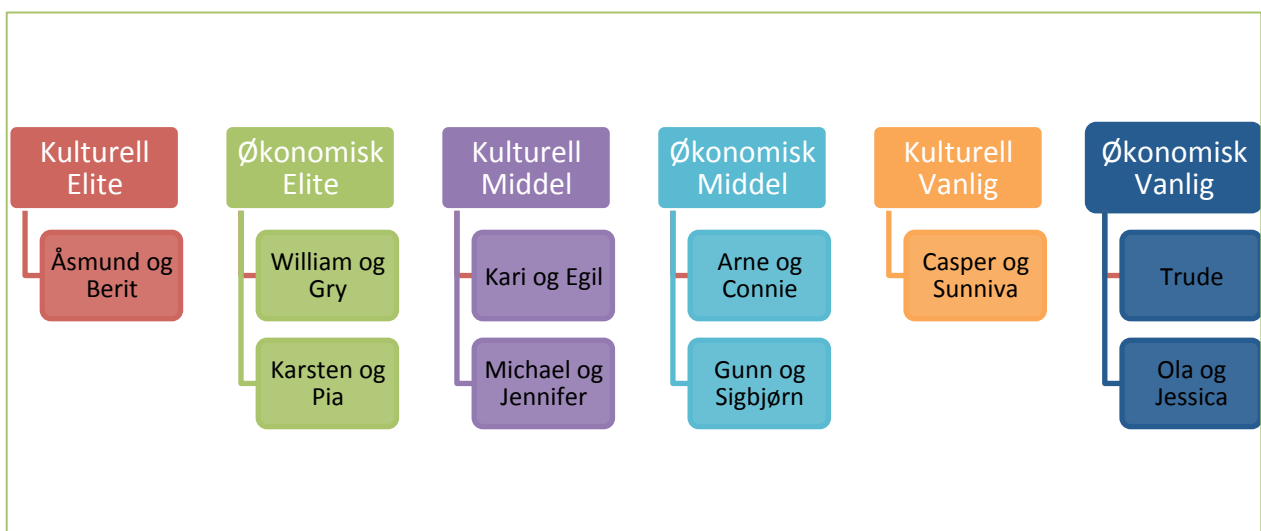 Kulturell
Elite
Åsmund og
Berit
Økonomisk
Elite
William og
Gry
Karsten og
Pia
Kulturell
Middel
Kari og Egil
Michael og
Jennifer
Økonomisk
Middel
Arne og
Connie
Gunn og
Sigbjørn
Kulturell
Vanlig
Casper og
Sunniva
Økonomisk
Vanlig
Trude
Ola og
Jessica